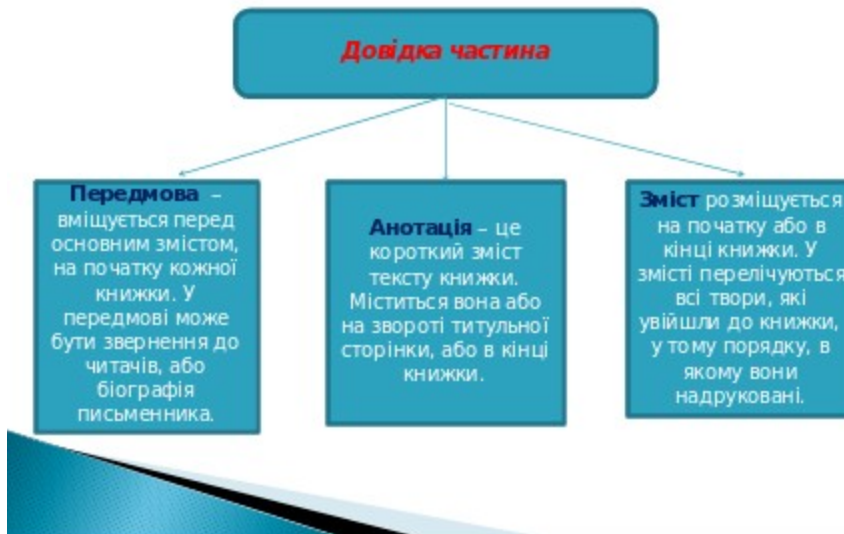 Довідка частина
Передмова –
вміщується перед
основним змістом,
на початку кожної
книжки. У
передмові може
бути звернення до
читачів, або
біографія
письменника.
Анотація – це
короткий зміст
тексту книжки.
Міститься вона або
на звороті титульної
сторінки, або в кінці
книжки.
Зміст розміщується
на початку або в
кінці книжки. У
змісті перелічуються
всі твори, які
увійшли до книжки,
у тому порядку, в
якому вони
надруковані.